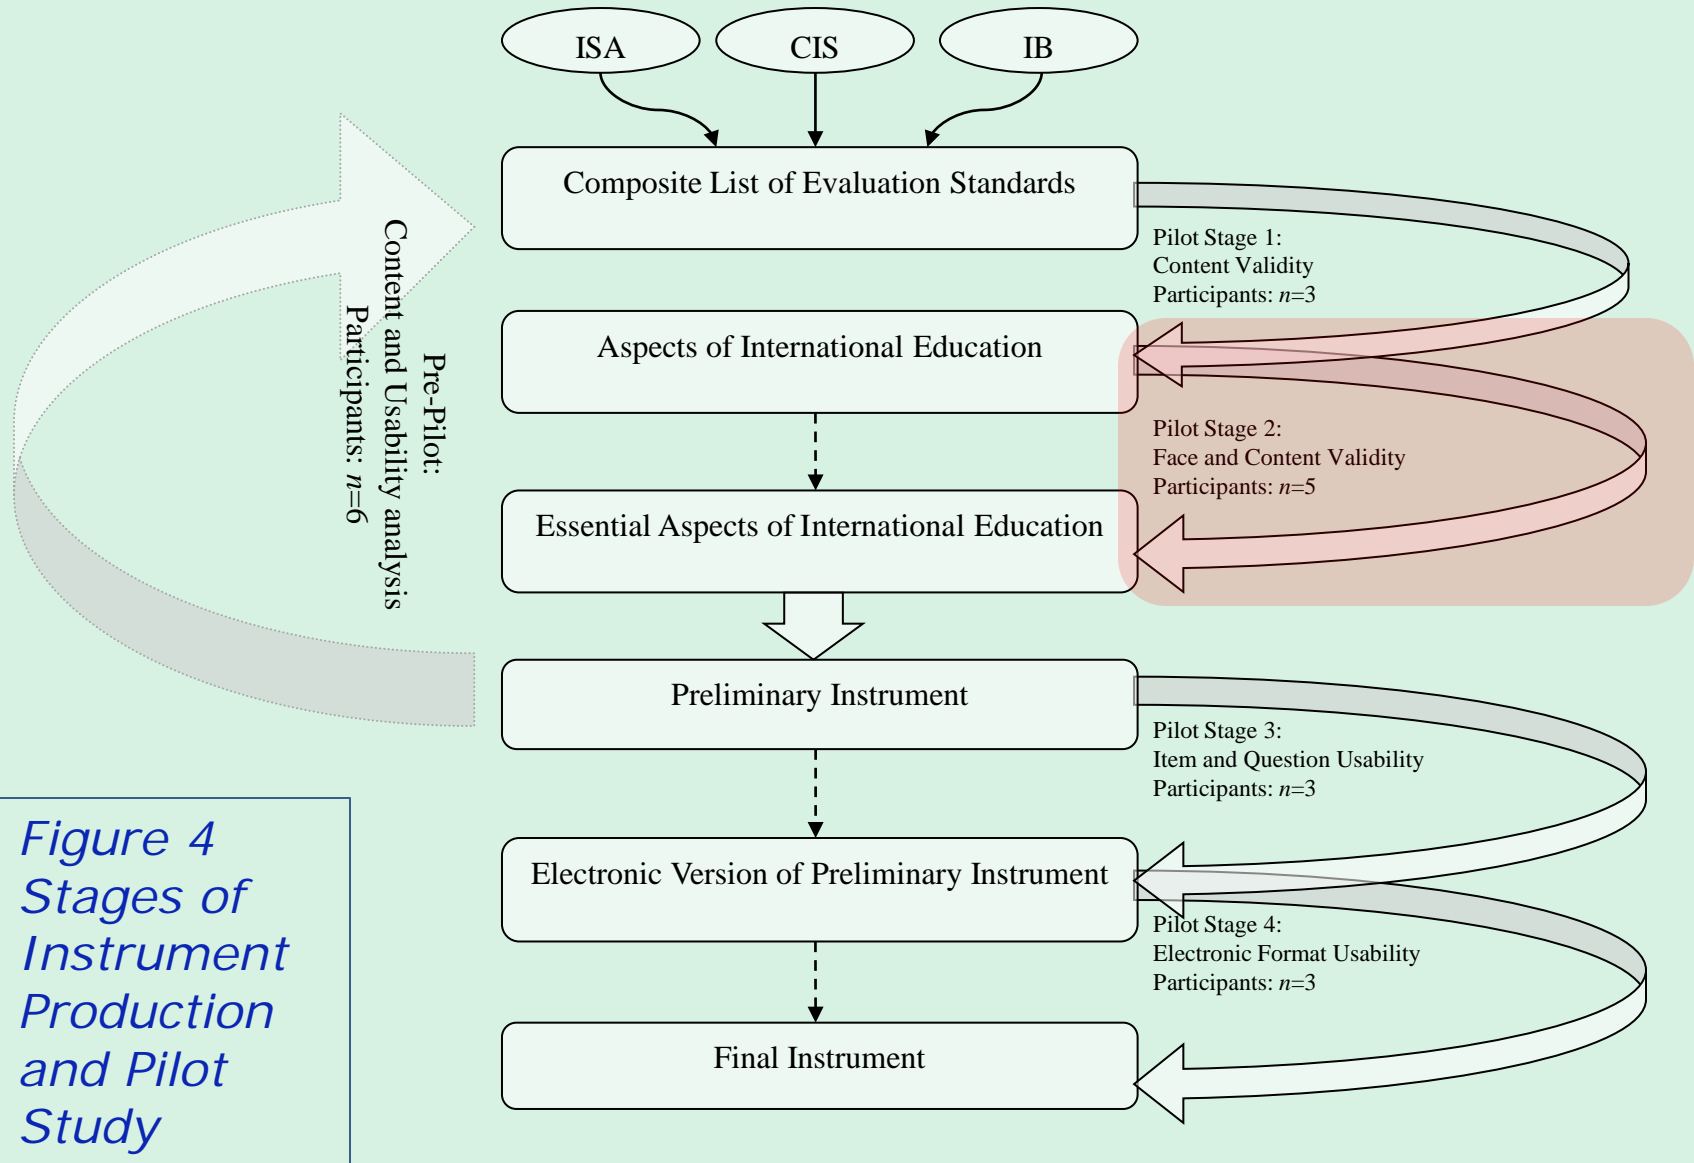 ISA
CIS
IB
Composite List of Evaluation Standards
Pilot Stage 1:
Content Validity
Participants: n=3
Aspects of International Education
Pilot Stage 2:
Face and Content Validity
Participants: n=5
Essential Aspects of International Education
Pre-Pilot:
Content and Usability analysis
Participants: n=6
Preliminary Instrument
Pilot Stage 3:
Item and Question Usability
Participants: n=3
Electronic Version of Preliminary Instrument
Pilot Stage 4:
Electronic Format Usability
Participants: n=3
Final Instrument
Figure 4
Stages of
Instrument
Production
and Pilot
Study